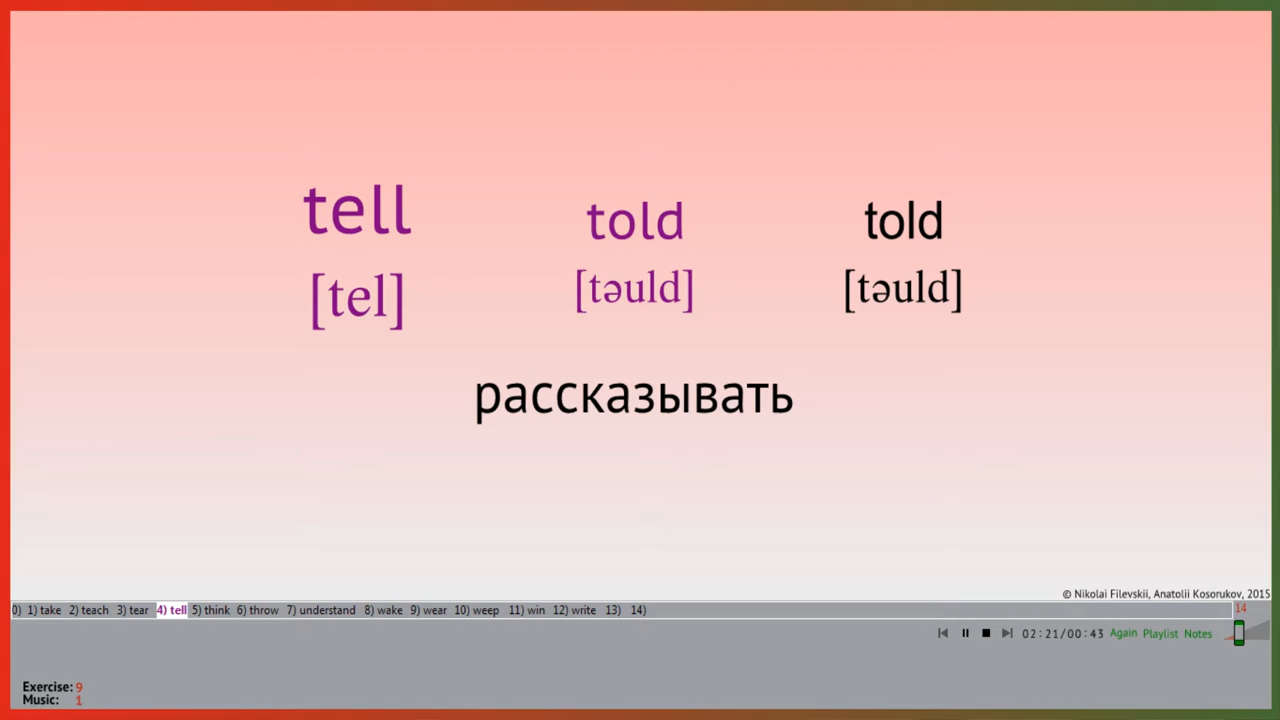 tell told told
[tel] [təuld] [təuld]
рассказывать
© Nikolai Filevskii, Anatolii Kosorukov, 2015
0) 1) take 2) teach 3) tear 4) tell 5) think 6) throw 7) understand 8) wake 9) wear 10) weep 11) win 12) write 13) 14)
14
02:21/00:43 Again Playlist Notes
Exercise: 9
Music: 1